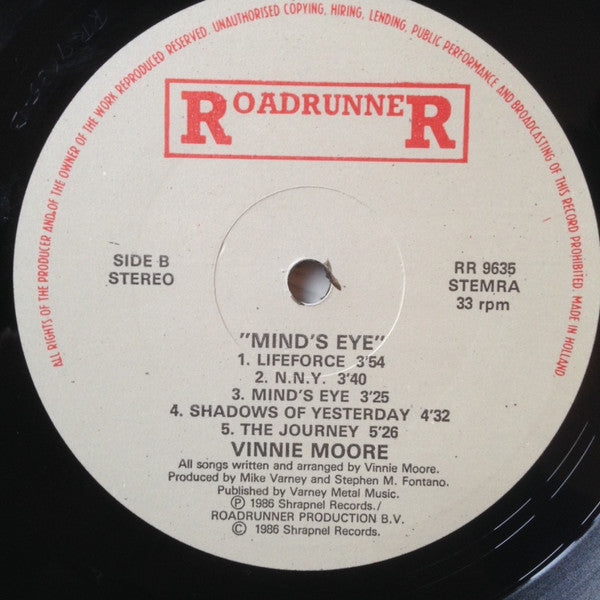 ALL RIGHTS OF THE PRODUCER AND/OF THE OWNER OF THE WORK REPRODUCED RESERVED. UNAUTHORISED COPYING, HIRING, LENDING, PUBLIC PERFORMANCE AND BROADCASTING OF THIS RECORD PROHIBITED. MADE IN HOLLAND.
ROADRUNNER
SIDE B
STEREO
RR 9635
STEMRA
33 rpm
"MIND'S EYE"
1. LIFEFORCE 3'54
2. N.N.Y. 3'40
3. MIND'S EYE 3'25
4. SHADOWS OF YESTERDAY 4'32
5. THE JOURNEY 5'26
VINNIE MOORE
All songs written and arranged by Vinnie Moore.
Produced by Mike Varney and Stephen M. Fontano.
Published by Varney Metal Music.
Ⓟ 1986 Shrapnel Records./
ROADRUNNER PRODUCTION B.V.
© 1986 Shrapnel Records.